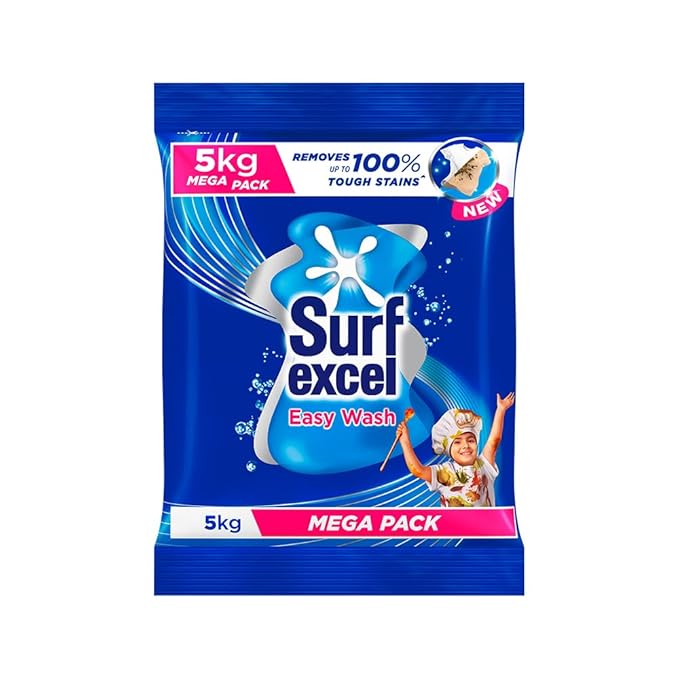 5kg
MEGA PACK
REMOVES
UP TO 100%
TOUGH STAINS^
NEW
Surf
excel
Easy Wash
5kg
MEGA PACK